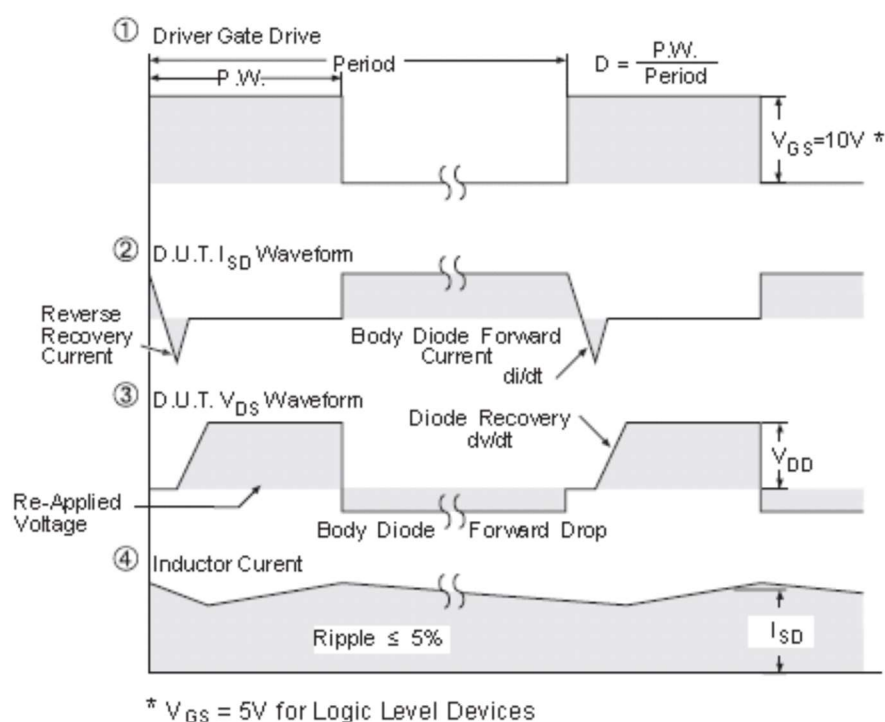 ① Driver Gate Drive
P.W.
Period
D = P.W. / Period
V_GS=10V *
② D.U.T. I_SD Waveform
Reverse
Recovery
Current
Body Diode Forward
Current
di/dt
③ D.U.T. V_DS Waveform
Diode Recovery
dv/dt
V_DD
Re-Applied
Voltage
Body Diode
Forward Drop
④ Inductor Curent
Ripple ≤ 5%
I_SD
* V_GS = 5V for Logic Level Devices